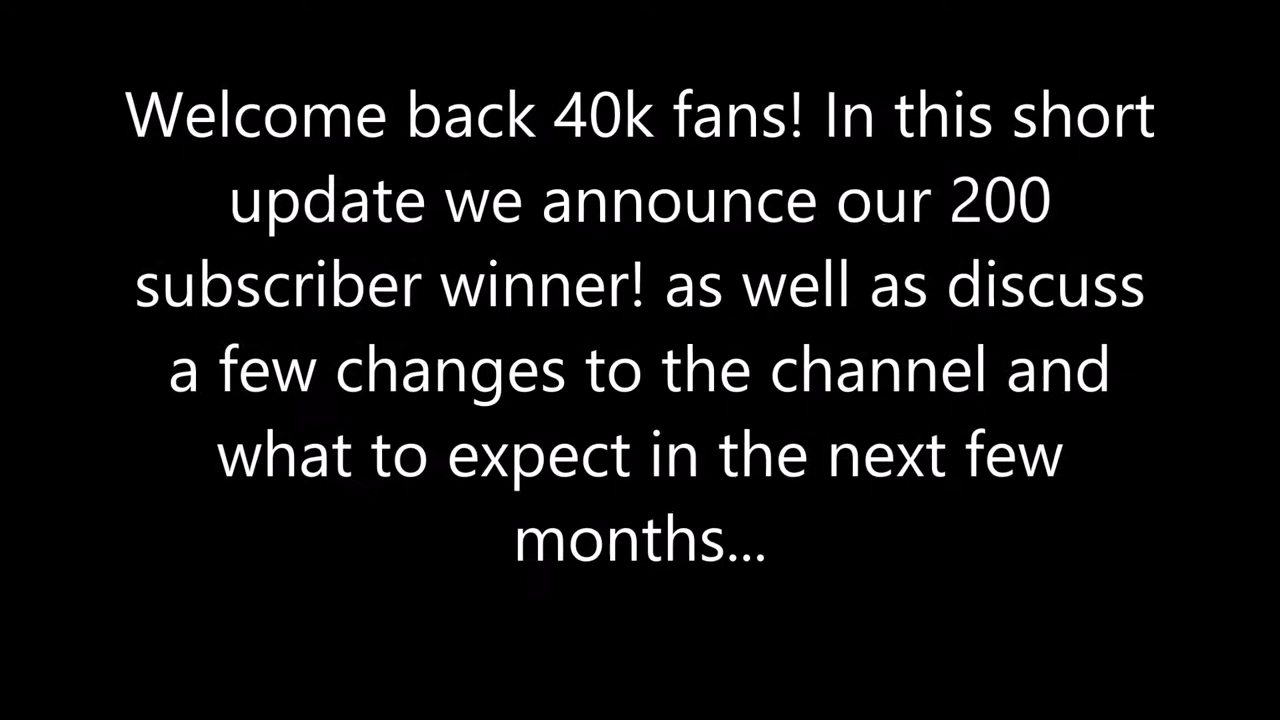 Welcome back 40k fans! In this short
update we announce our 200
subscriber winner! as well as discuss
a few changes to the channel and
what to expect in the next few
months...